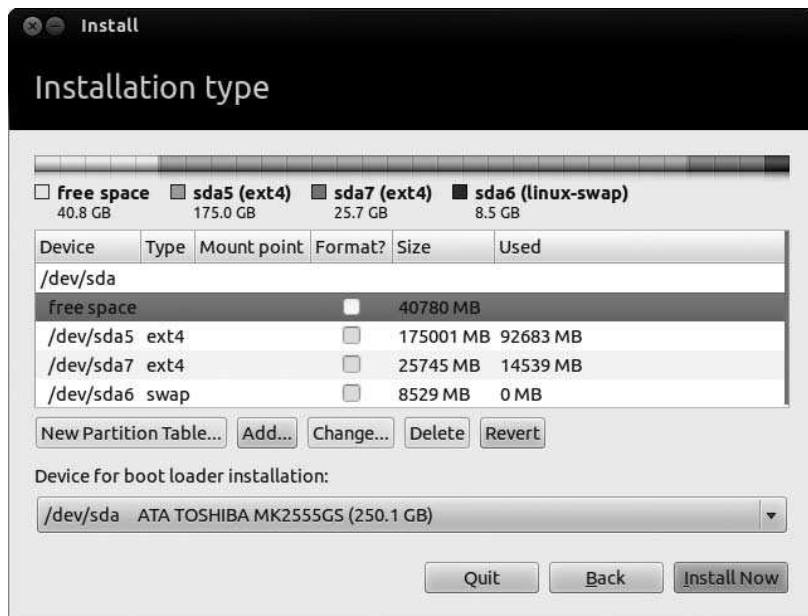 Install
Installation type
free space sda5 (ext4) sda7 (ext4) sda6 (linux-swap)
40.8 GB 175.0 GB 25.7 GB 8.5 GB
Device Type Mount point Format? Size Used
/dev/sda
free space 40780 MB
/dev/sda5 ext4 175001 MB 92683 MB
/dev/sda7 ext4 25745 MB 14539 MB
/dev/sda6 swap 8529 MB 0 MB
New Partition Table... Add... Change... Delete Revert
Device for boot loader installation:
/dev/sda ATA TOSHIBA MK2555GS (250.1 GB)
Quit Back Install Now